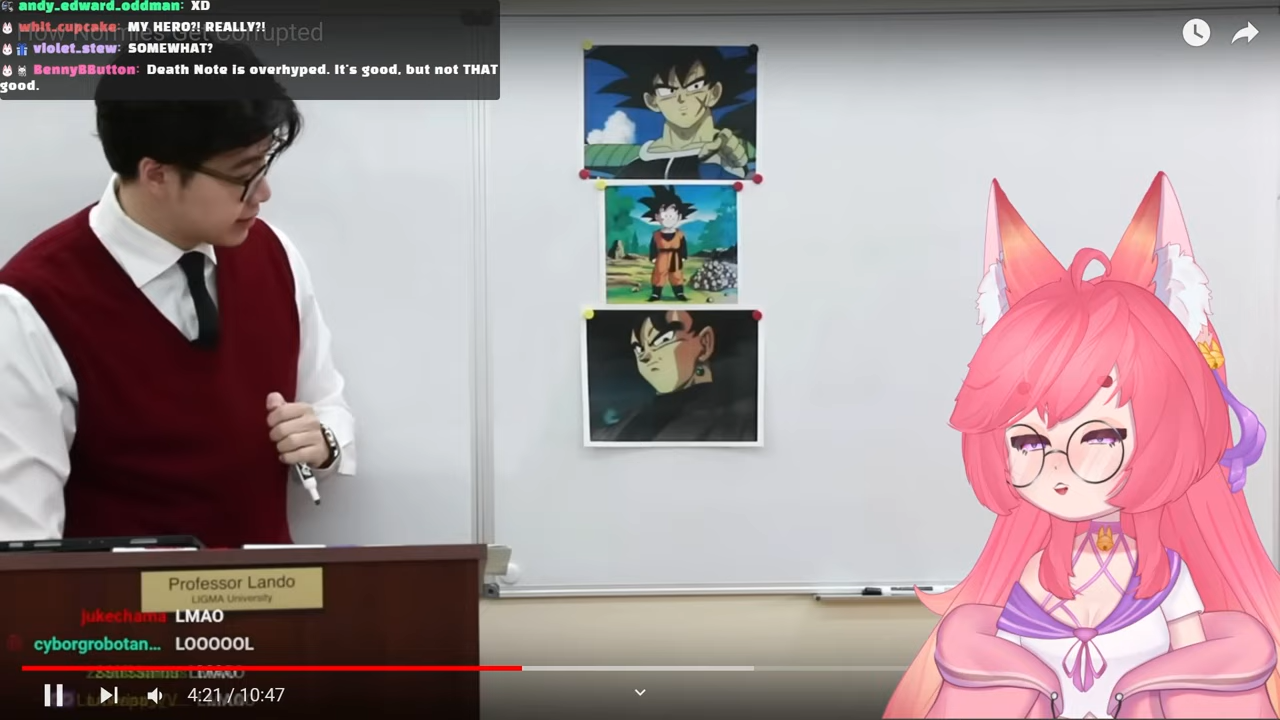 andy_edward_oddman: XD
whit_cupcake: MY HERO?! REALLY?!
How Normies Get Corrupted
violet_stew: SOMEWHAT?
BennyBButton: Death Note is overhyped. It's good, but not THAT
good.
Professor Lando
LIGMA University
jukechama LMAO
cyborgrobotan... LOOOOOL
LMAO
4:21 / 10:47